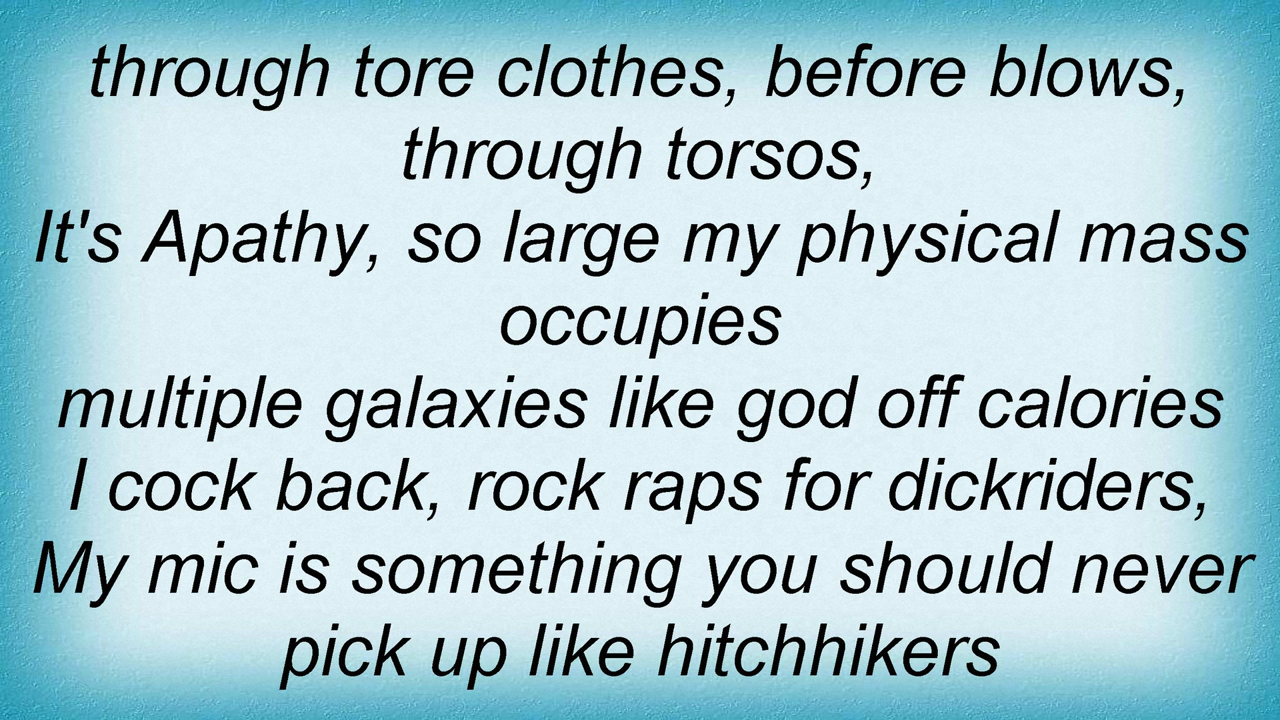 through tore clothes, before blows,
through torsos,
It's Apathy, so large my physical mass
occupies
multiple galaxies like god off calories
I cock back, rock raps for dickriders,
My mic is something you should never
pick up like hitchhikers